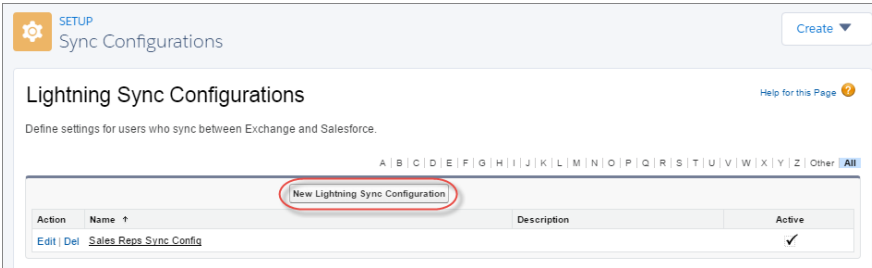 SETUP
Sync Configurations
Create
Lightning Sync Configurations
Help for this Page ?
Define settings for users who sync between Exchange and Salesforce.
A | B | C | D | E | F | G | H | I | J | K | L | M | N | O | P | Q | R | S | T | U | V | W | X | Y | Z | Other | All
New Lightning Sync Configuration
Action Name ↑ Description Active
Edit | Del Sales Reps Sync Config ✓